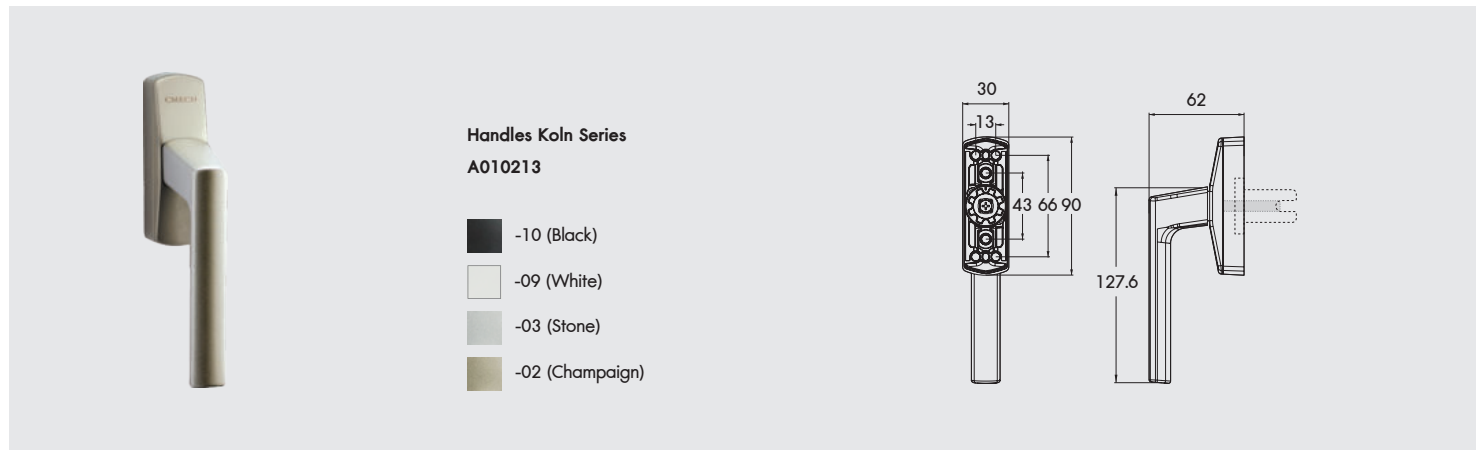 CMECH
Handles Koln Series
A010213
-10 (Black)
-09 (White)
-03 (Stone)
-02 (Champaign)
30
13
43 66 90
62
127.6